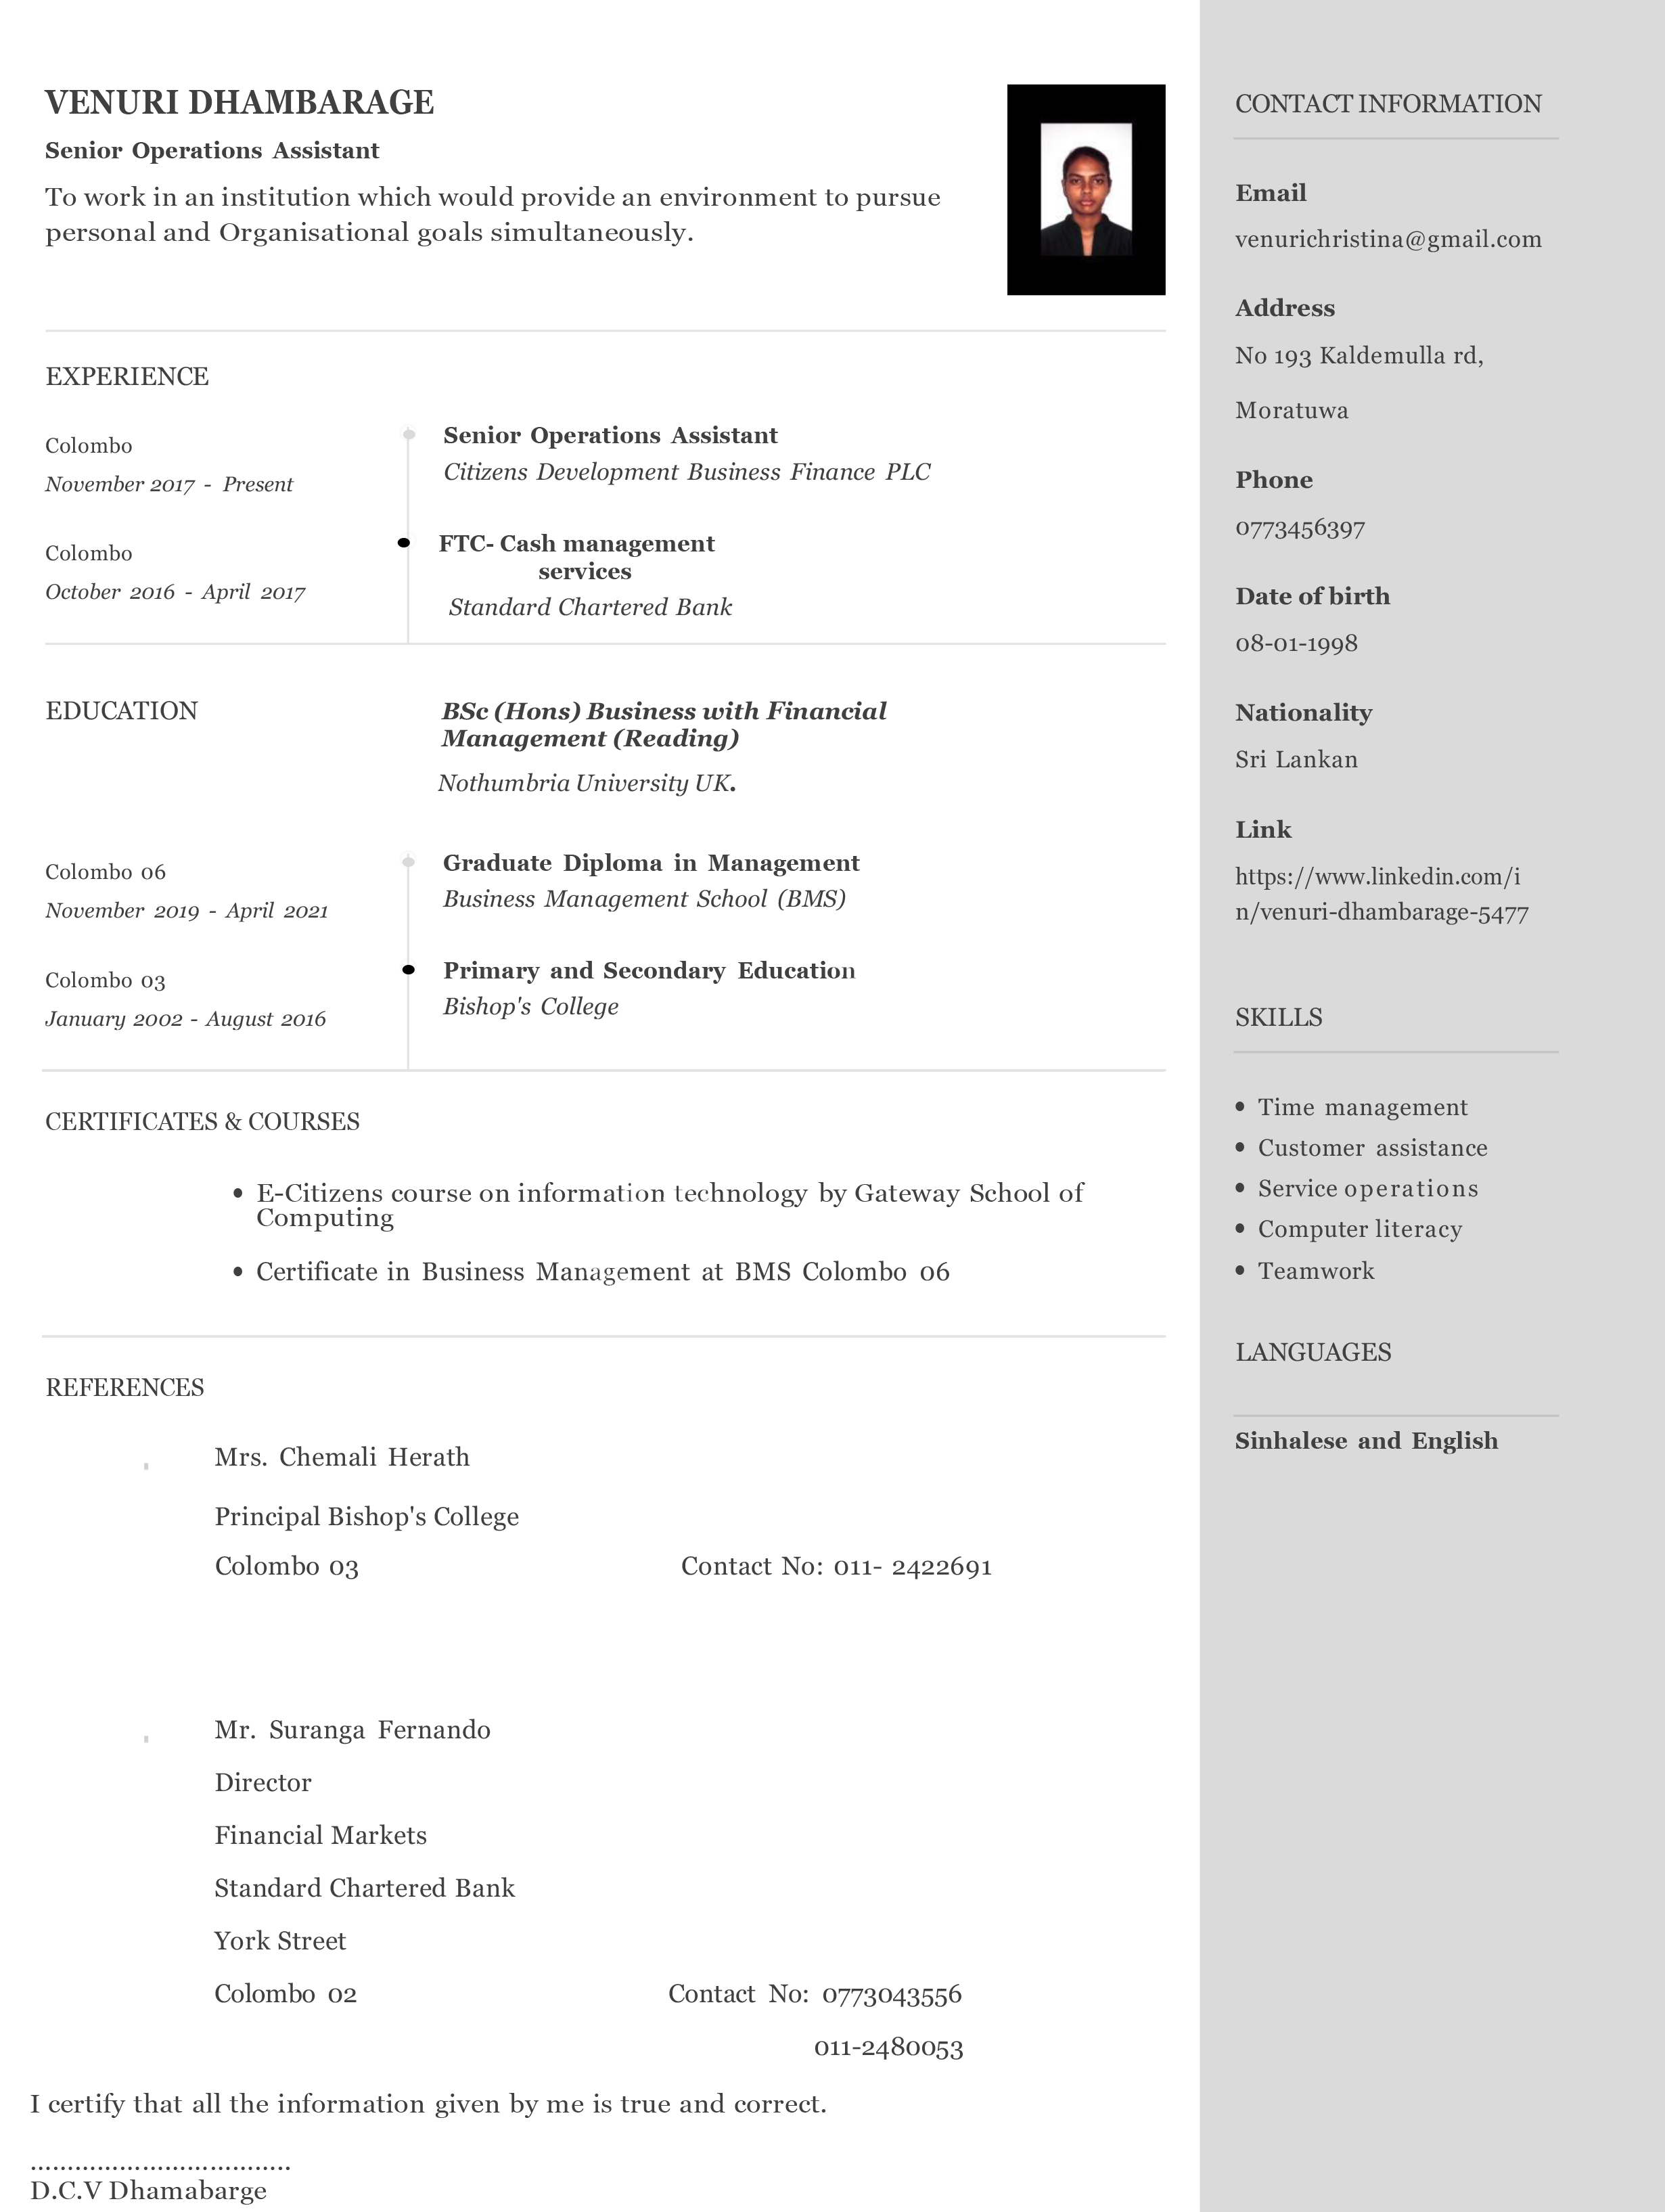 VENURI DHAMBARAGE
Senior Operations Assistant
To work in an institution which would provide an environment to pursue
personal and Organisational goals simultaneously.
EXPERIENCE
Colombo
November 2017 - Present
Senior Operations Assistant
Citizens Development Business Finance PLC
Colombo
October 2016 - April 2017
FTC- Cash management
services
Standard Chartered Bank
EDUCATION
BSc (Hons) Business with Financial
Management (Reading)
Nothumbria University UK.
Colombo 06
November 2019 - April 2021
Graduate Diploma in Management
Business Management School (BMS)
Colombo 03
January 2002 - August 2016
Primary and Secondary Education
Bishop's College
CERTIFICATES & COURSES
• E-Citizens course on information technology by Gateway School of
Computing
• Certificate in Business Management at BMS Colombo 06
REFERENCES
Mrs. Chemali Herath
Principal Bishop's College
Colombo 03 Contact No: 011- 2422691
Mr. Suranga Fernando
Director
Financial Markets
Standard Chartered Bank
York Street
Colombo 02 Contact No: 0773043556
011-2480053
I certify that all the information given by me is true and correct.
...................................
D.C.V Dhamabarge
CONTACT INFORMATION
Email
venurichristina@gmail.com
Address
No 193 Kaldemulla rd,
Moratuwa
Phone
0773456397
Date of birth
08-01-1998
Nationality
Sri Lankan
Link
https://www.linkedin.com/i
n/venuri-dhambarage-5477
SKILLS
• Time management
• Customer assistance
• Service operations
• Computer literacy
• Teamwork
LANGUAGES
Sinhalese and English